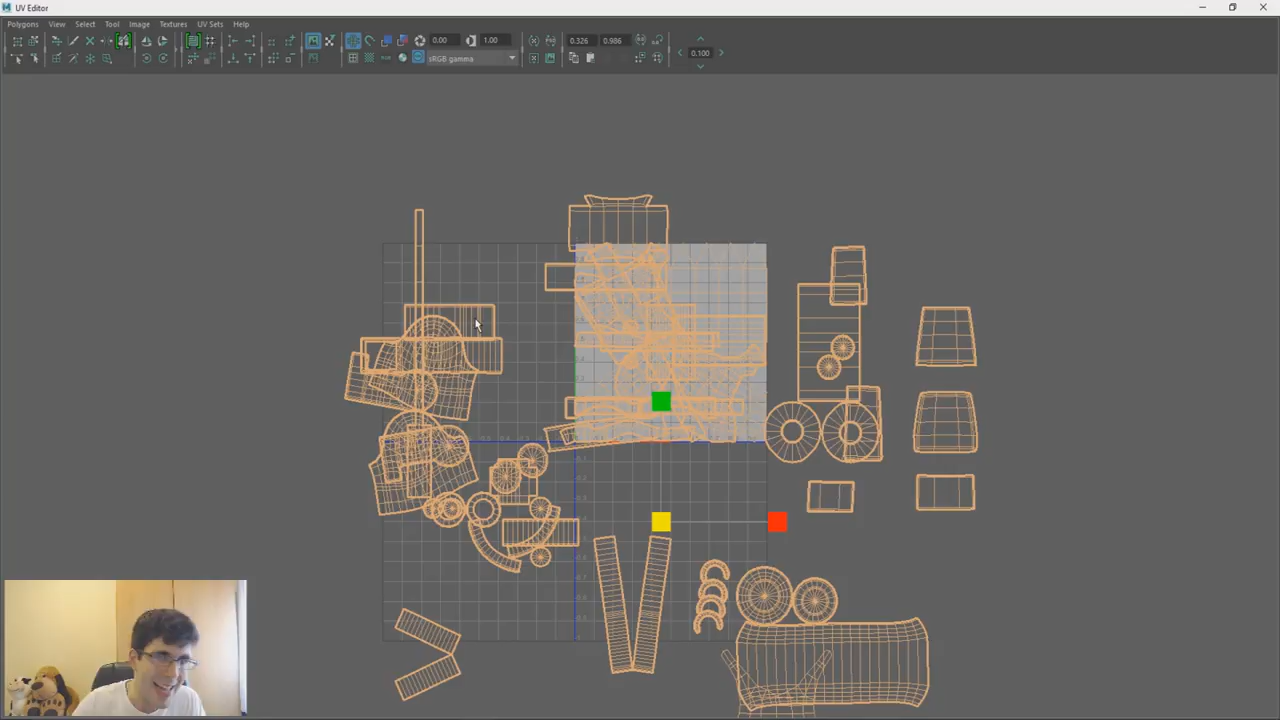 UV Editor
Polygons View Select Tool Image Textures UV Sets Help
0.00 1.00 0.326 0.986
sRGB gamma 0.100